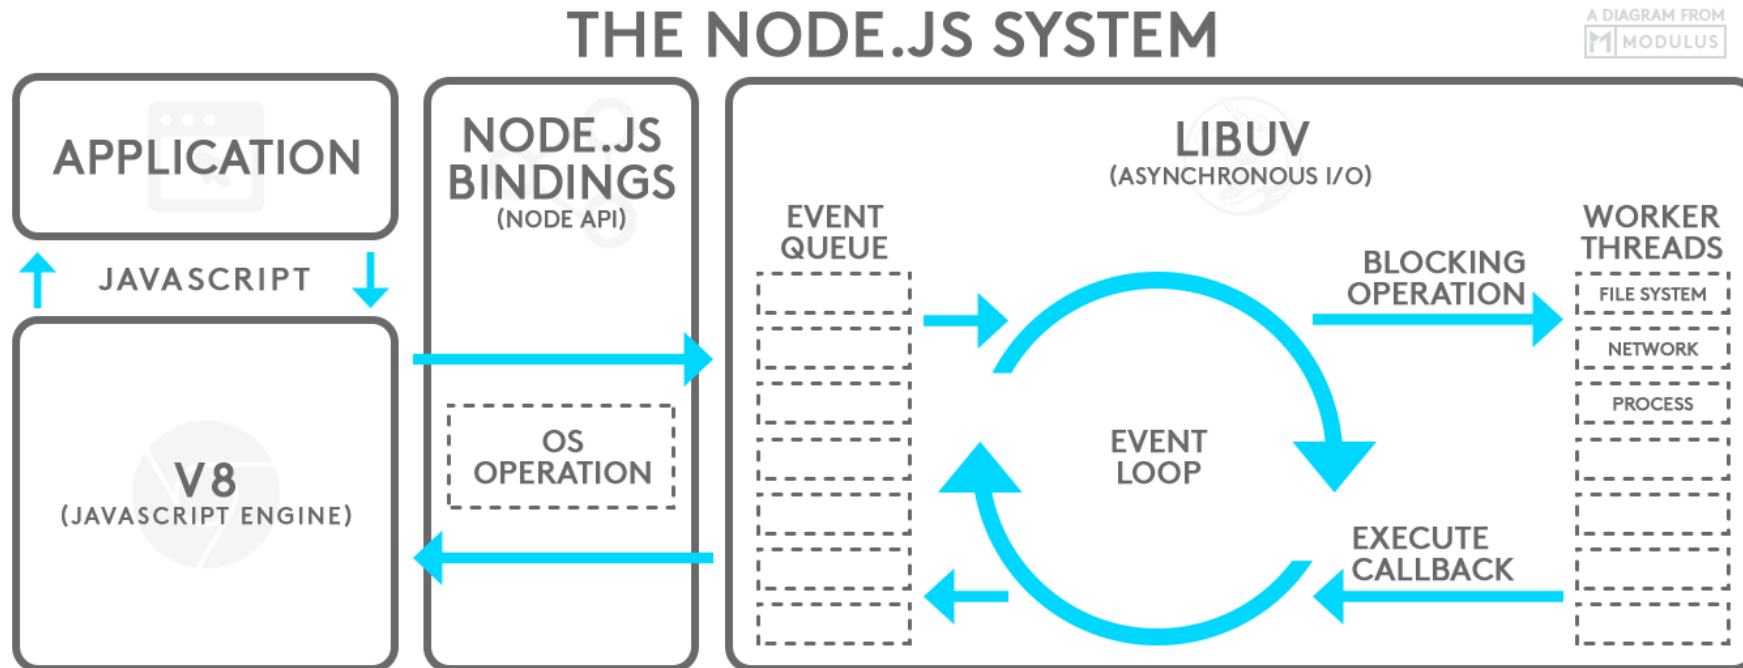 THE NODE.JS SYSTEM
A DIAGRAM FROM
MODULUS
APPLICATION
JAVASCRIPT
V8
(JAVASCRIPT ENGINE)
NODE.JS
BINDINGS
(NODE API)
OS
OPERATION
LIBUV
(ASYNCHRONOUS I/O)
EVENT
QUEUE
EVENT
LOOP
BLOCKING
OPERATION
EXECUTE
CALLBACK
WORKER
THREADS
FILE SYSTEM
NETWORK
PROCESS